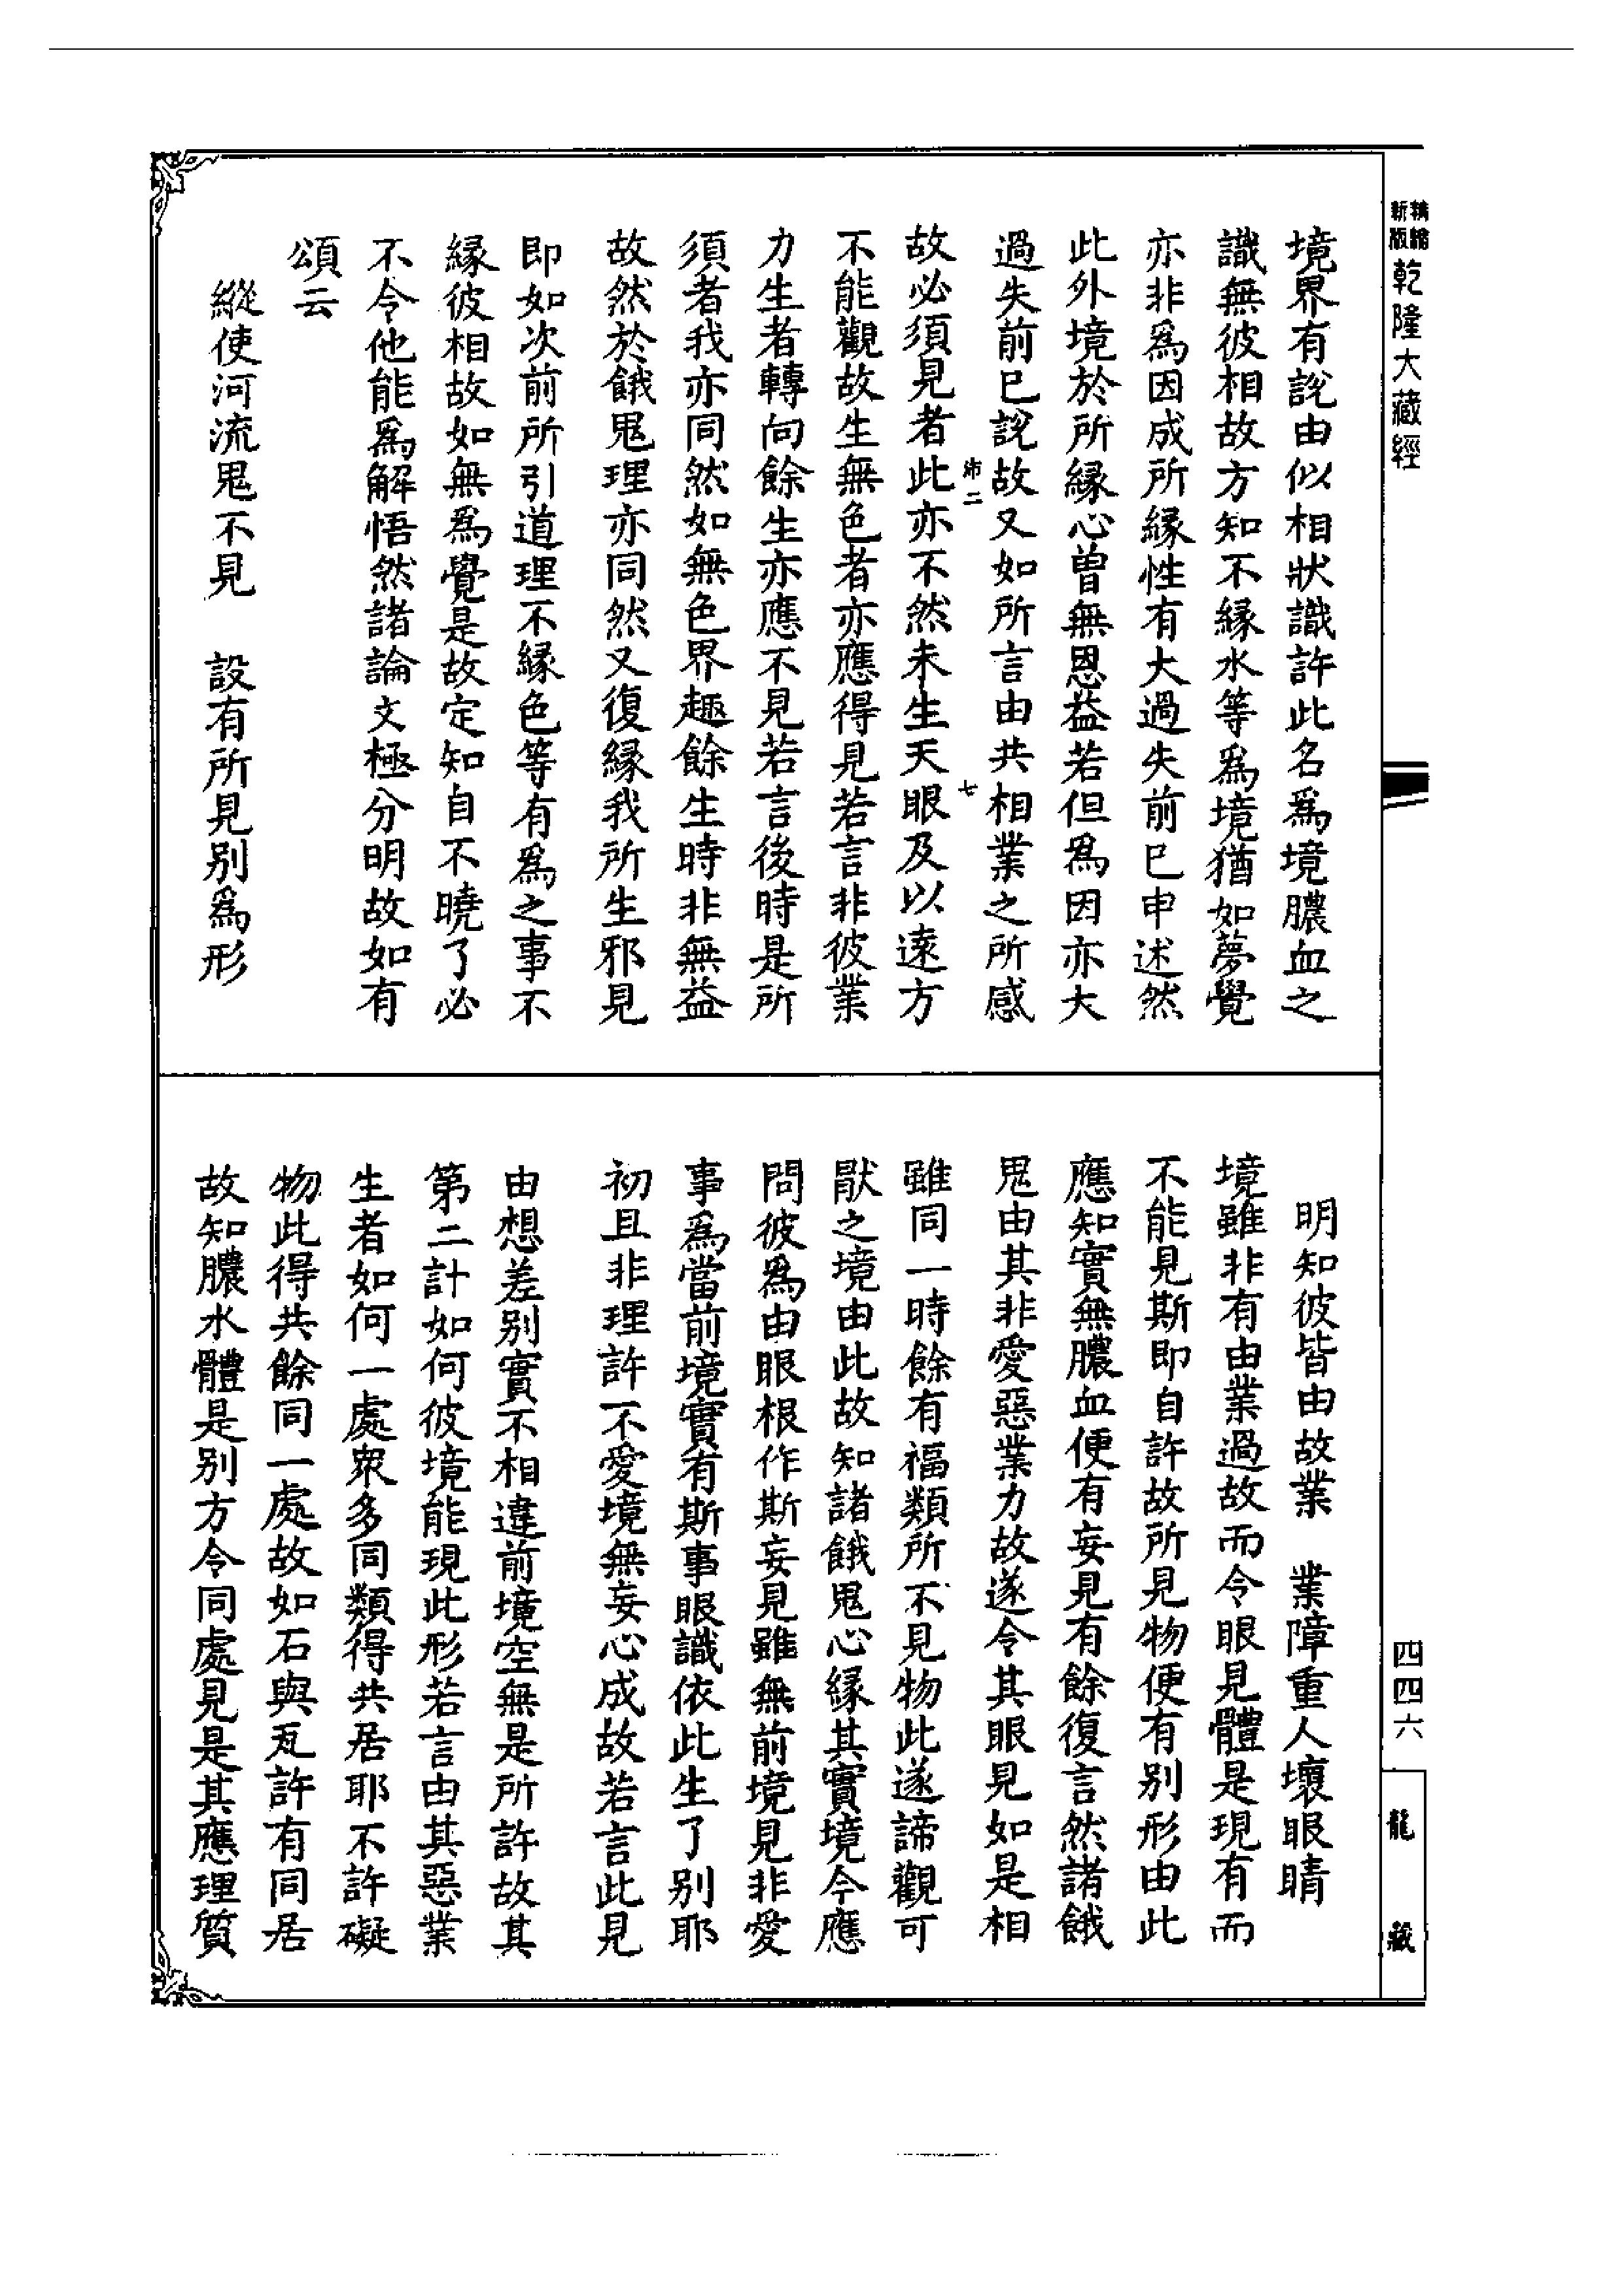 精縮
新版
乾隆大藏經
境界有說由似相狀識許此名爲境膿血之
識無彼相故方知不緣水等爲境猶如夢覺
亦非爲因成所緣性有大過失前已申述然
此外境於所緣心曾無恩益若但爲因亦大
過失前已說故又如所言由共相業之所感
沛二
七
故必須見者此亦不然未生天眼及以遠方
不能觀故生無色者亦應得見若言非彼業
力生者轉向餘生亦應不見若言後時是所
須者我亦同然如無色界趣餘生時非無益
故然於餓鬼理亦同然又復緣我所生邪見
即如次前所引道理不緣色等有爲之事不
緣彼相故如無爲覺是故定知自不曉了必
不令他能爲解悟然諸論文極分明故如有
頌云
縱使河流鬼不見 設有所見別爲形
明知彼皆由故業 業障重人壞眼睛
境雖非有由業過故而令眼見體是現有而
不能見斯即自許故所見物便有別形由此
應知實無膿血便有妄見有餘復言然諸餓
鬼由其非愛惡業力故遂令其眼見如是相
雖同一時餘有福類所不見物此遂諦觀可
厭之境由此故知諸餓鬼心緣其實境今應
問彼爲由眼根作斯妄見雖無前境見非愛
事爲當前境實有斯事眼識依此生了別耶
初且非理許不愛境無妄心成故若言此見
由想差別實不相違前境空無是所許故其
第二計如何彼境能現此形若言由其惡業
生者如何一處衆多同類得共居耶不許礙
物此得共餘同一處故如石與瓦許有同居
故知膿水體是別方令同處見是其應理質
四四六
龍藏